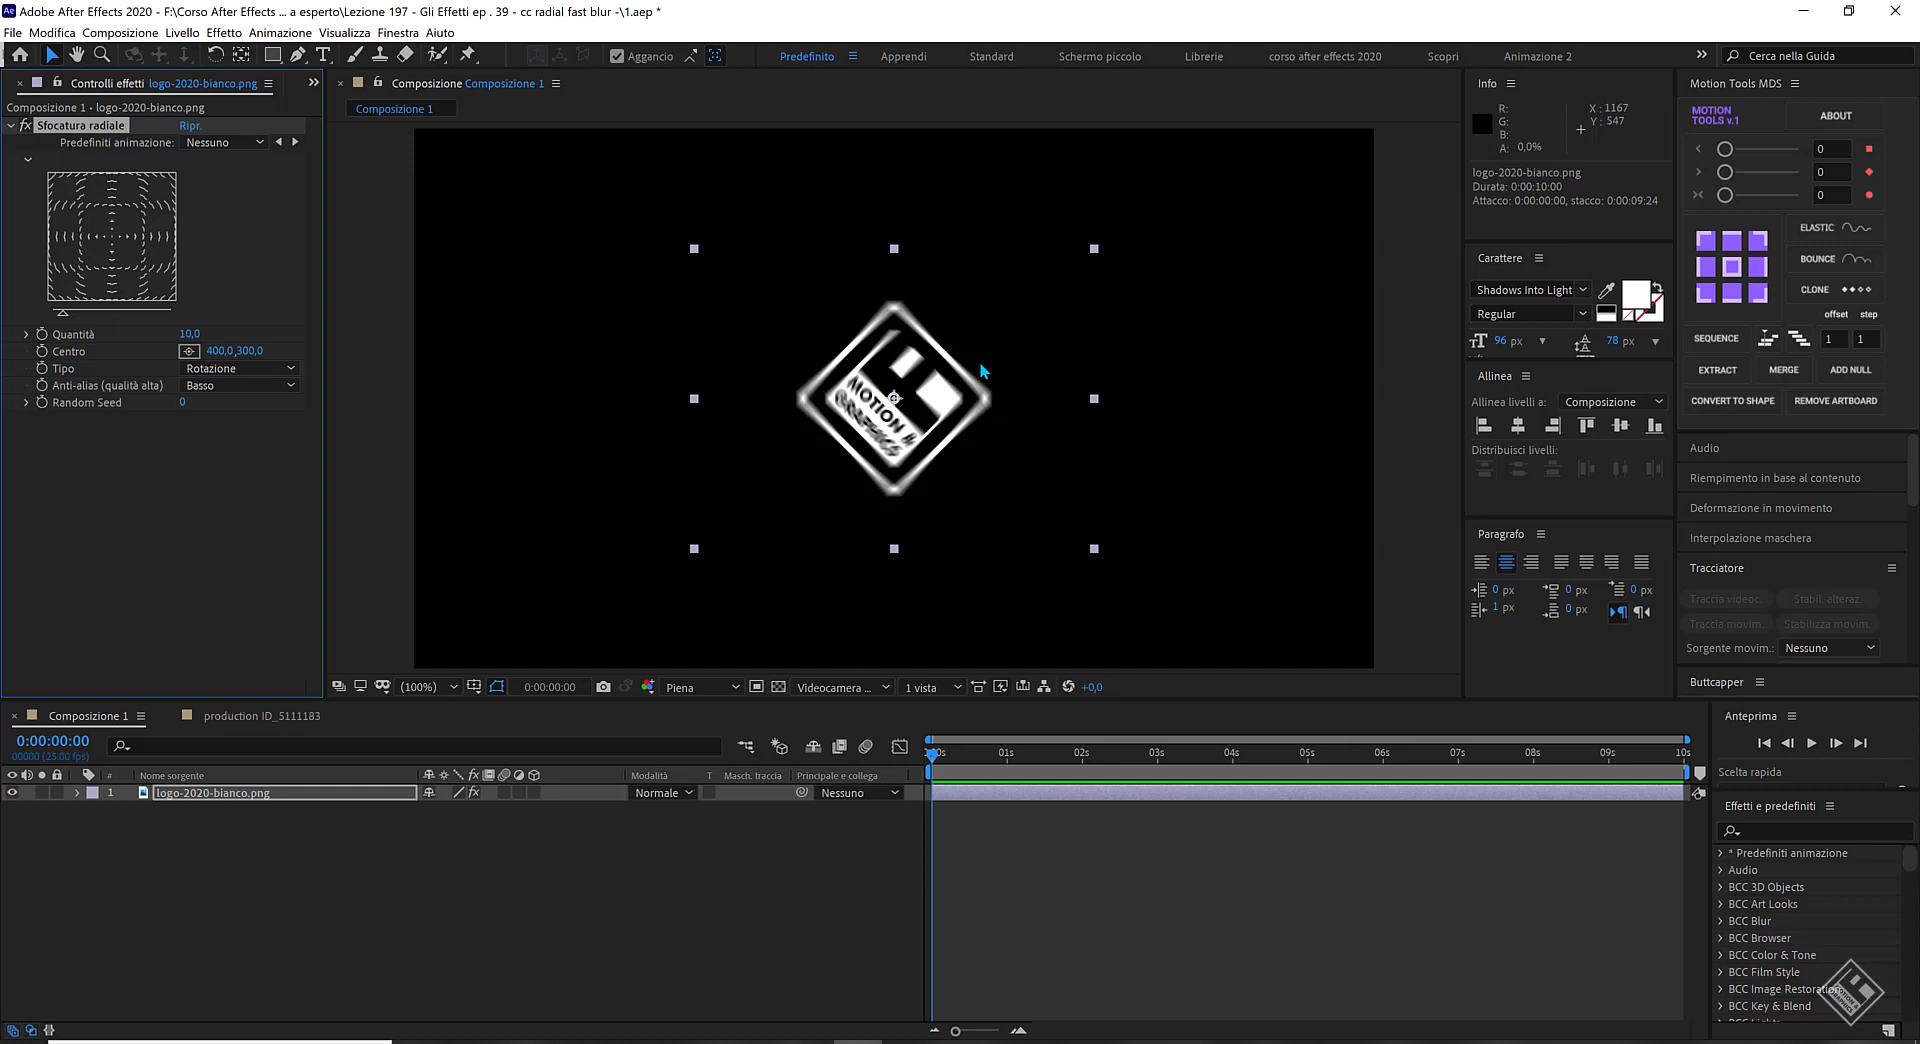 Adobe After Effects 2020 - F:\Corso After Effects ... a esperto\Lezione 197 - Gli Effetti ep . 39 - cc radial fast blur -\1.aep *
File Modifica Composizione Livello Effetto Animazione Visualizza Finestra Aiuto
Aggancio
Predefinito Apprendi Standard Schermo piccolo Librerie corso after effects 2020 Scopri Animazione 2
Cerca nella Guida
Controlli effetti logo-2020-bianco.png
Composizione 1 • logo-2020-bianco.png
fx Sfocatura radiale Ripr.
Predefiniti animazione: Nessuno
Quantità 10,0
Centro 400,0,300,0
Tipo Rotazione
Anti-alias (qualità alta) Basso
Random Seed 0
Composizione Composizione 1
Composizione 1
MOTION
GRAPHICS
(100%) 0:00:00:00 Piena Videocamera ... 1 vista +0,0
Info
R:
G:
B:
A: 0,0%
X : 1167
Y : 547
logo-2020-bianco.png
Durata: 0:00:10:00
Attacco: 0:00:00:00, stacco: 0:00:09:24
Carattere
Shadows Into Light
Regular
96 px 78 px
Allinea
Allinea livelli a: Composizione
Distribuisci livelli:
Paragrafo
0 px 0 px 0 px
1 px 0 px
Motion Tools MDS
MOTION
TOOLS v.1
ABOUT
0
0
0
ELASTIC
BOUNCE
CLONE
offset step
SEQUENCE 1 1
EXTRACT MERGE ADD NULL
CONVERT TO SHAPE REMOVE ARTBOARD
Audio
Riempimento in base al contenuto
Deformazione in movimento
Interpolazione maschera
Tracciatore
Traccia videoc. Stabil. alteraz.
Traccia movim. Stabilizza movim.
Sorgente movim.: Nessuno
Buttcapper
Composizione 1 production ID_5111183
0:00:00:00
00000 (25.00 fps)
# Nome sorgente Modalità T Masch. traccia Principale e collega
1 logo-2020-bianco.png Normale Nessuno
01s 02s 03s 04s 05s 06s 07s 08s 09s 10s
Anteprima
Scelta rapida
Effetti e predefiniti
* Predefiniti animazione
Audio
BCC 3D Objects
BCC Art Looks
BCC Blur
BCC Browser
BCC Color & Tone
BCC Film Style
BCC Image Restoration
BCC Key & Blend